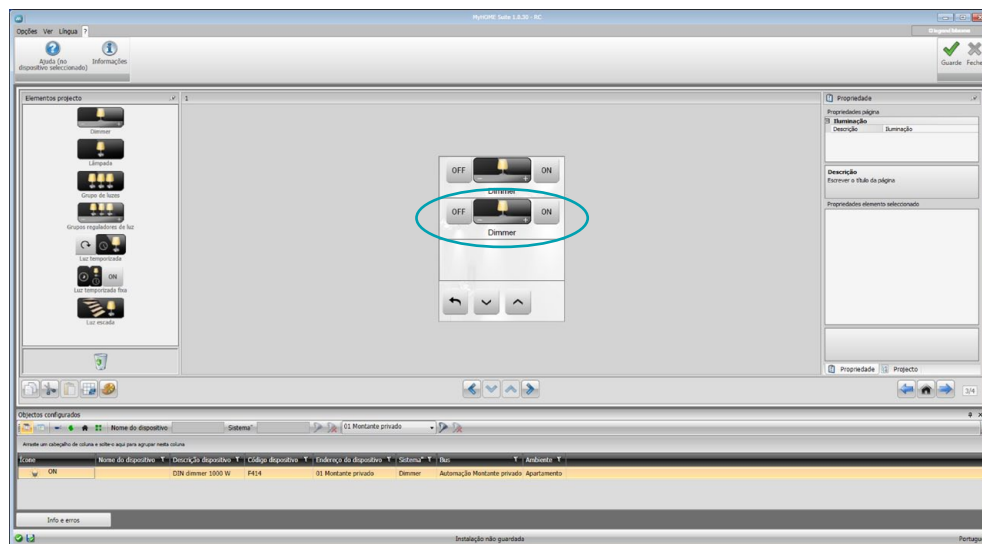 MyHOME Suite 1.0.30 - RC
Opções Ver Língua ?
Ajuda (no dispositivo seleccionado)
Informações
Guarde Feche
Elementos projecto
1
Dimmer
Lâmpada
Grupo de luzes
Grupos reguladores de luz
Luz temporizada
ON
Luz temporizada fixa
Luz escada
OFF ON
Dimmer
OFF ON
Dimmer
Propriedade
Propriedades página
Iluminação
Descrição Iluminação
Descrição
Escrever o título da página
Propriedades elemento seleccionado
Propriedade Projecto
3/4
Objectos configurados
Nome do dispositivo Sistema" 01 Montante privado
Arraste um cabeçalho de coluna e solte-o aqui para agrupar nesta coluna
Ícone Nome do dispositivo Descrição dispositivo Código dispositivo Endereço do dispositivo Sistema" Bus Ambiente
ON DIN dimmer 1000 W F414 01 Montante privado Dimmer Automação Montante privado Apartamento
Info e erros
Instalação não guardada
Portugu